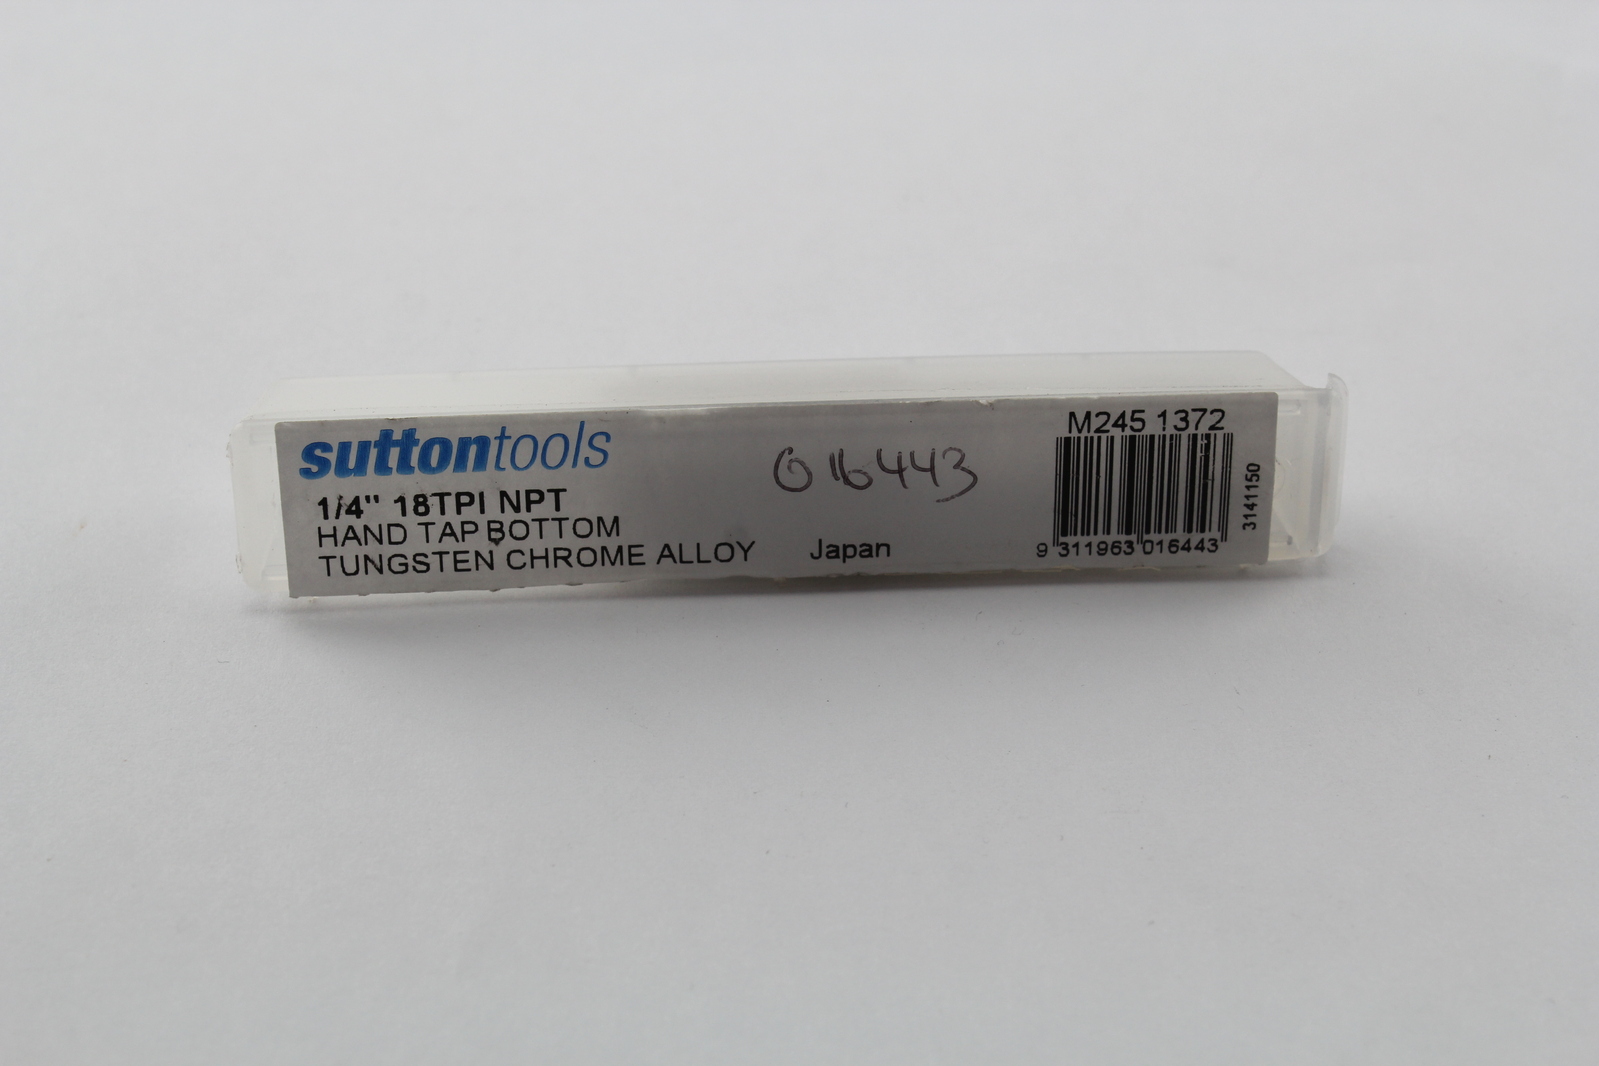 suttontools
1/4" 18TPI NPT
HAND TAP BOTTOM
TUNGSTEN CHROME ALLOY
Japan
016443
M245 1372
9 311963 016443
3141150